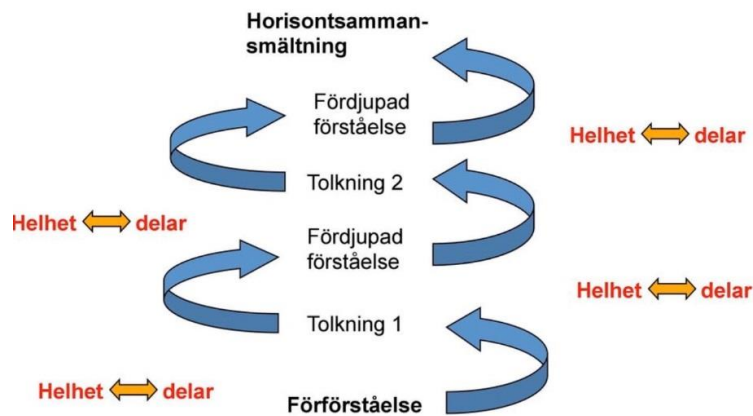 Horisontsamman-
smältning
Fördjupad
förståelse
Helhet delar
Tolkning 2
Helhet delar
Fördjupad
förståelse
Helhet delar
Tolkning 1
Helhet delar
Förförståelse